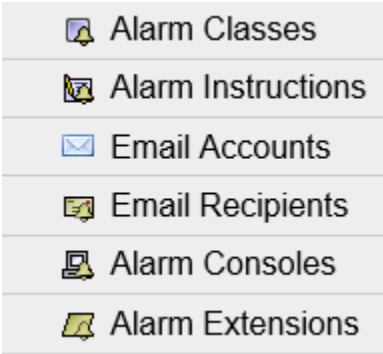 Alarm Classes
Alarm Instructions
Email Accounts
Email Recipients
Alarm Consoles
Alarm Extensions